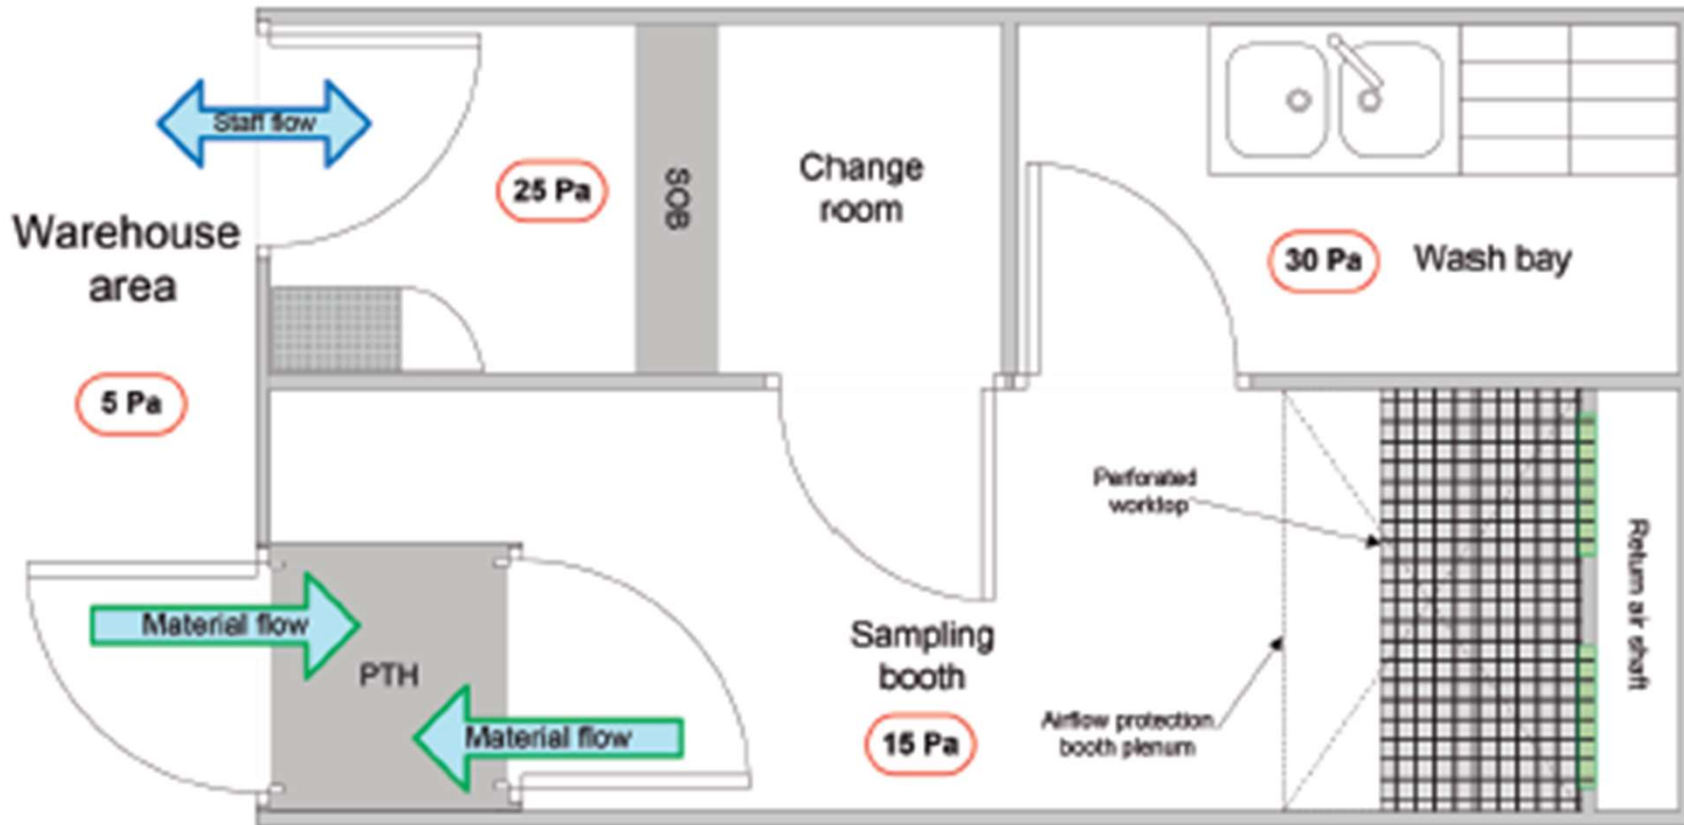 Staff flow
Warehouse
area
5 Pa
25 Pa
SOB
Change
room
30 Pa
Wash bay
Perforated
worktop
Return air shaft
Material flow
PTH
Material flow
Sampling
booth
15 Pa
Airflow protection
booth plenum